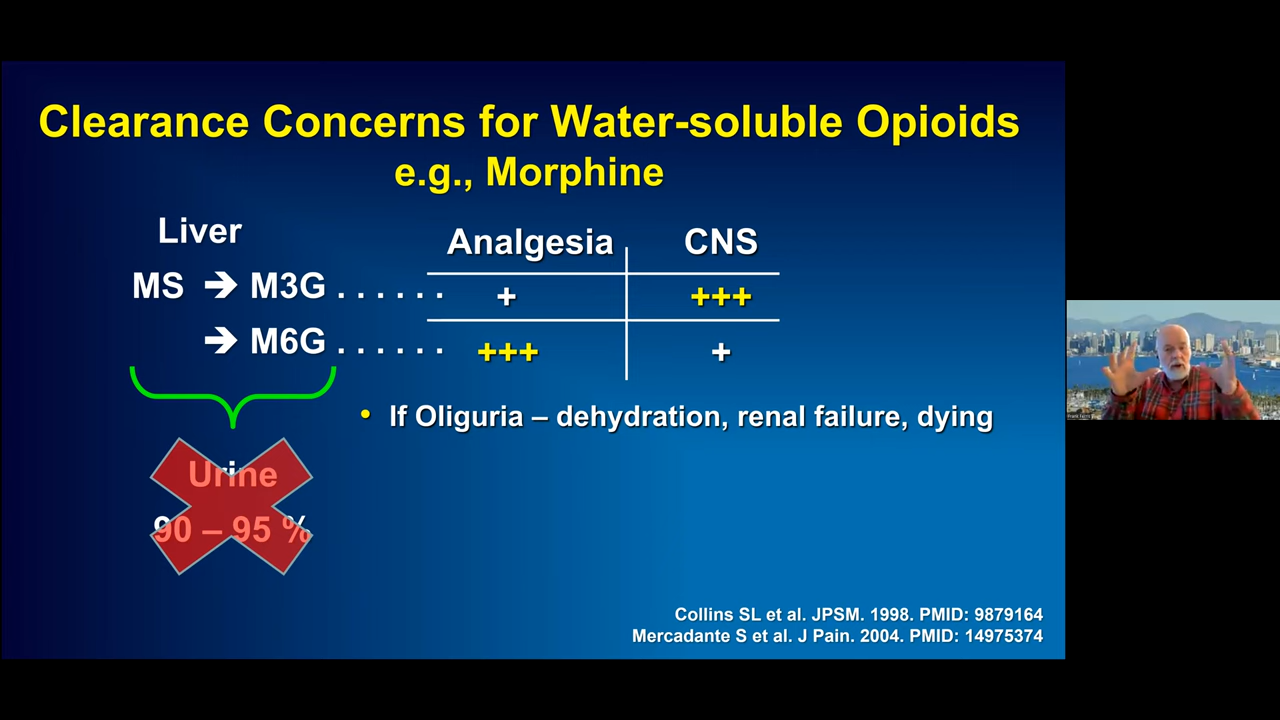 Clearance Concerns for Water-soluble Opioids
e.g., Morphine
Liver
Analgesia CNS
MS ➔ M3G . . . . . . + +++
➔ M6G . . . . . . +++ +
• If Oliguria – dehydration, renal failure, dying
Urine
90 – 95 %
Collins SL et al. JPSM. 1998. PMID: 9879164
Mercadante S et al. J Pain. 2004. PMID: 14975374